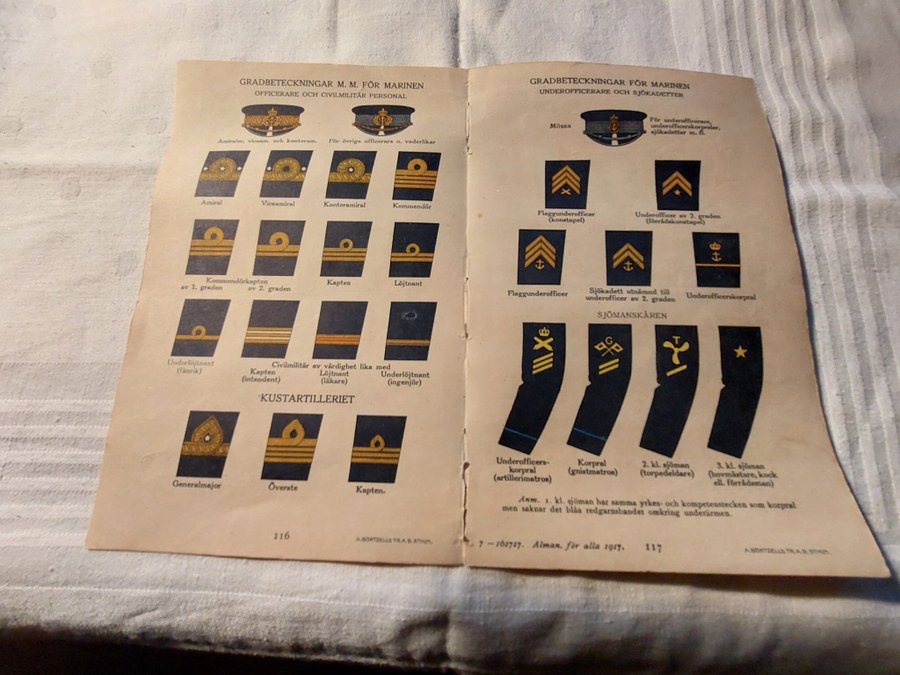 GRADBETECKNINGAR M. M. FÖR MARINEN
OFFICERARE OCH CIVILMILITÄR PERSONAL
Amiraler, viceam. och konteram. För övriga officerare o. vederlikar
Amiral Viceamiral Konteramiral Kommendör
Kommendörkapten Kapten Löjtnant
av 1. graden av 2. graden
Underlöjtnant Civilmilitär av värdighet lika med
(fänrik) Kapten Löjtnant Underlöjtnant
(intendent) (läkare) (ingenjör)
KUSTARTILLERIET
Generalmajor Överste Kapten.
116
A. BÖRTZELLS TR. A. B. STHLM.
GRADBETECKNINGAR FÖR MARINEN
UNDEROFFICERARE OCH SJÖKADETTER
Mössa
För underofficerare,
underofficerskorpraler,
sjökadetter m. fl.
Flaggunderofficer Underofficer av 2. graden
(konstapel) (förrådskonstapel)
Flaggunderofficer Sjökadett utnämnd till Underofficerskorpral
underofficer av 2. graden
SJÖMANSKÅREN
G
T
Underofficers- Korpral 2. kl. sjöman 3. kl. sjöman
korpral (gnistmatros) (torpedeldare) (hovmästare, kock
(artillerimatros) ell. förrådsman)
Anm. 1. kl. sjöman har samma yrkes- och kompetenstecken som korpral
men saknar det blåa redgarnsbandet omkring underärmen.
7 — 161727. Alman. för alla 1917. 117
A. BÖRTZELLS TR. A. B. STHLM.